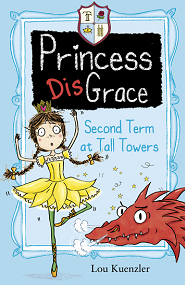 Princess
DisGrace
Second Term
at Tall Towers
Lou Kuenzler